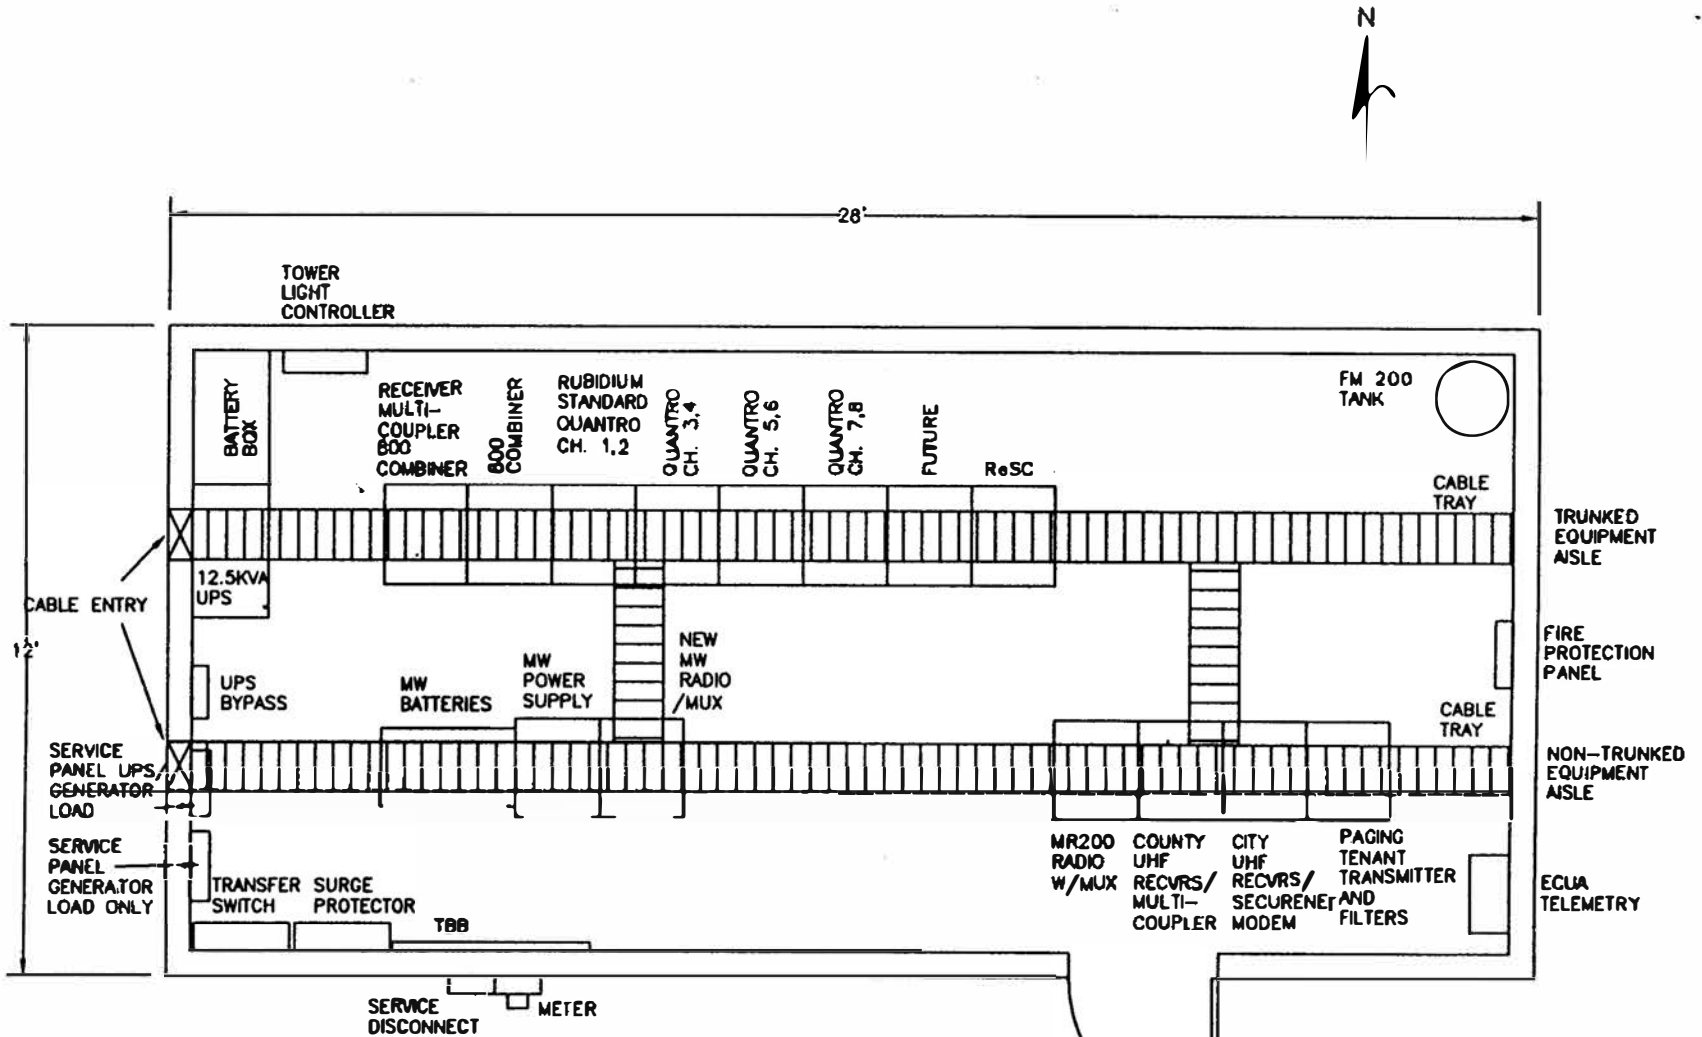 N
28'
TOWER
LIGHT
CONTROLLER
BATTERY
BOX
RECEIVER
MULTI-
COUPLER
800
COMBINER
800
COMBINER
RUBIDIUM
STANDARD
QUANTRO
CH. 1,2
QUANTRO
CH. 3,4
QUANTRO
CH. 5,6
QUANTRO
CH. 7,8
FUTURE
ReSC
FM 200
TANK
CABLE
TRAY
TRUNKED
EQUIPMENT
AISLE
12.5KVA
UPS
CABLE ENTRY
12'
UPS
BYPASS
MW
BATTERIES
MW
POWER
SUPPLY
NEW
MW
RADIO
/MUX
FIRE
PROTECTION
PANEL
CABLE
TRAY
NON-TRUNKED
EQUIPMENT
AISLE
SERVICE
PANEL UPS
GENERATOR
LOAD
SERVICE
PANEL
GENERATOR
LOAD ONLY
TRANSFER
SWITCH
SURGE
PROTECTOR
TBB
MR200
RADIO
W/MUX
COUNTY
UHF
RECVRS/
MULTI-
COUPLER
CITY
UHF
RECVRS/
SECURENET
MODEM
PAGING
TENANT
TRANSMITTER
AND
FILTERS
ECUA
TELEMETRY
SERVICE
DISCONNECT
METER